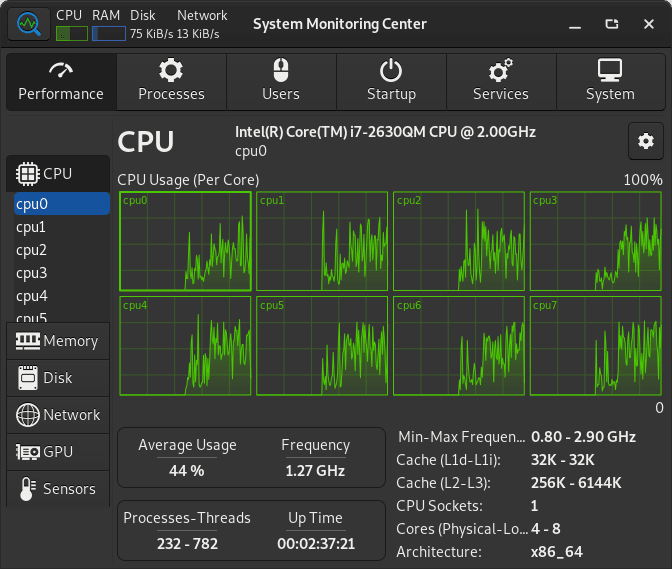 CPU RAM Disk Network
75 KiB/s 13 KiB/s
System Monitoring Center
Performance Processes Users Startup Services System
CPU
Intel(R) Core(TM) i7-2630QM CPU @ 2.00GHz
cpu0
CPU
cpu0
cpu1
cpu2
cpu3
cpu4
cpu5
Memory
Disk
Network
GPU
Sensors
CPU Usage (Per Core) 100%
cpu0 cpu1 cpu2 cpu3
cpu4 cpu5 cpu6 cpu7
0
Average Usage Frequency
44 % 1.27 GHz
Processes-Threads Up Time
232 - 782 00:02:37:21
Min-Max Frequen... 0.80 - 2.90 GHz
Cache (L1d-L1i): 32K - 32K
Cache (L2-L3): 256K - 6144K
CPU Sockets: 1
Cores (Physical-Lo... 4 - 8
Architecture: x86_64